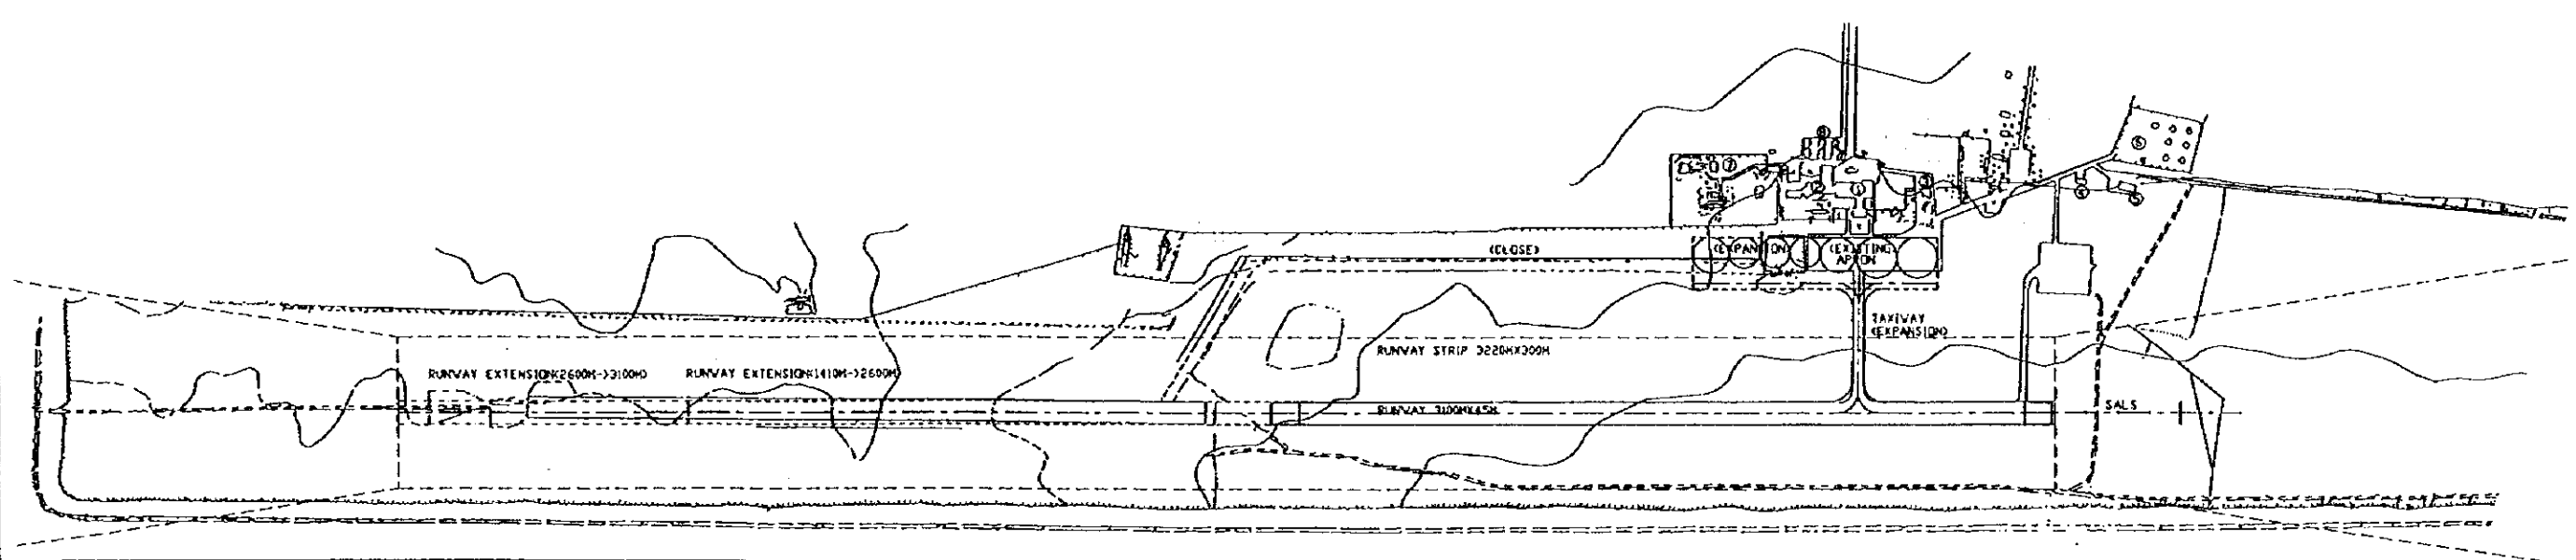 (CLOSE)
(EXPANSION)
(EXISTING
APRON
TAXIWAY
(EXPANSION)
RUNWAY STRIP 3220MX300M
RUNWAY EXTENSION(2600M->3100M)
RUNWAY EXTENSION(1410M->2600M)
RUNWAY 3100MX45M
SALS